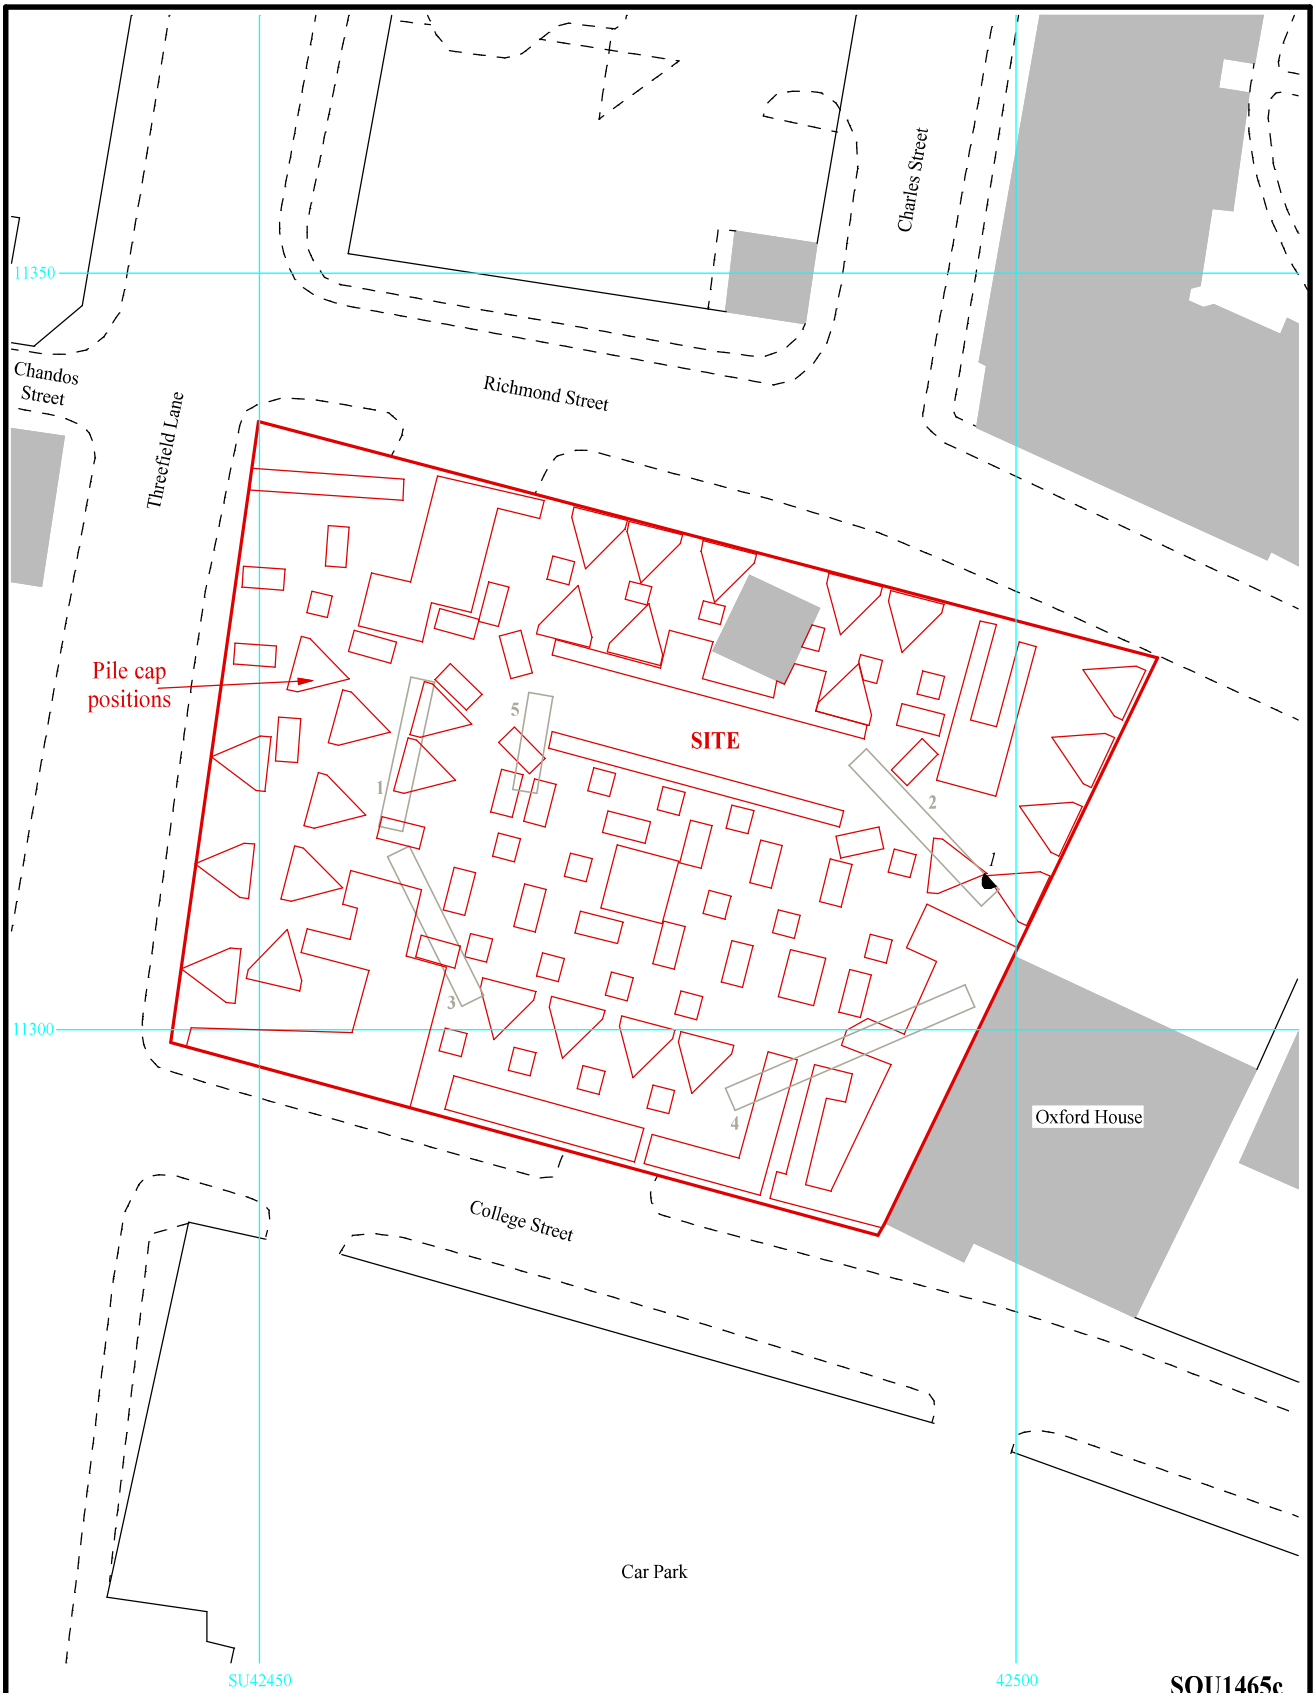 Charles Street
11350
Chandos
Street
Threefield Lane
Richmond Street
Pile cap
positions
5
SITE
1
2
1
3
11300
4
Oxford House
College Street
Car Park
SU42450
42500
SOU1465c